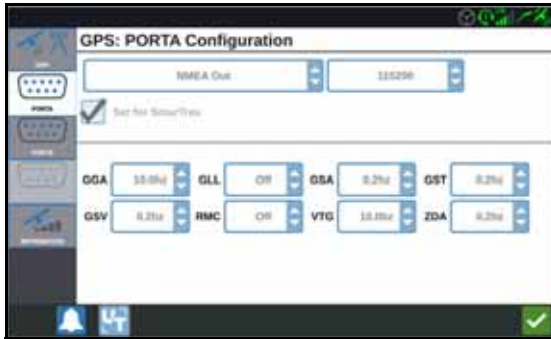 GPS: PORTA Configuration
NMEA Out 115200
PORTA
Set for SmarTrax
GGA 10.0hz GLL Off GSA 0.2hz GST 0.2hz
GSV 0.2hz RMC Off VTG 10.0hz ZDA 0.2hz
UT